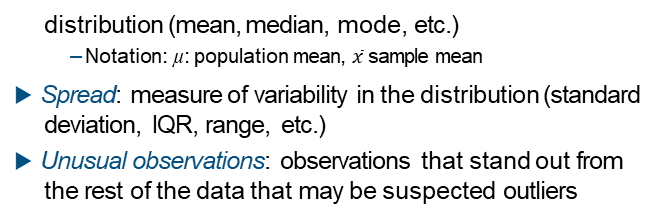 distribution (mean, median, mode, etc.)
– Notation: μ: population mean, x̄ sample mean
▶ Spread: measure of variability in the distribution (standard
deviation, IQR, range, etc.)
▶ Unusual observations: observations that stand out from
the rest of the data that may be suspected outliers